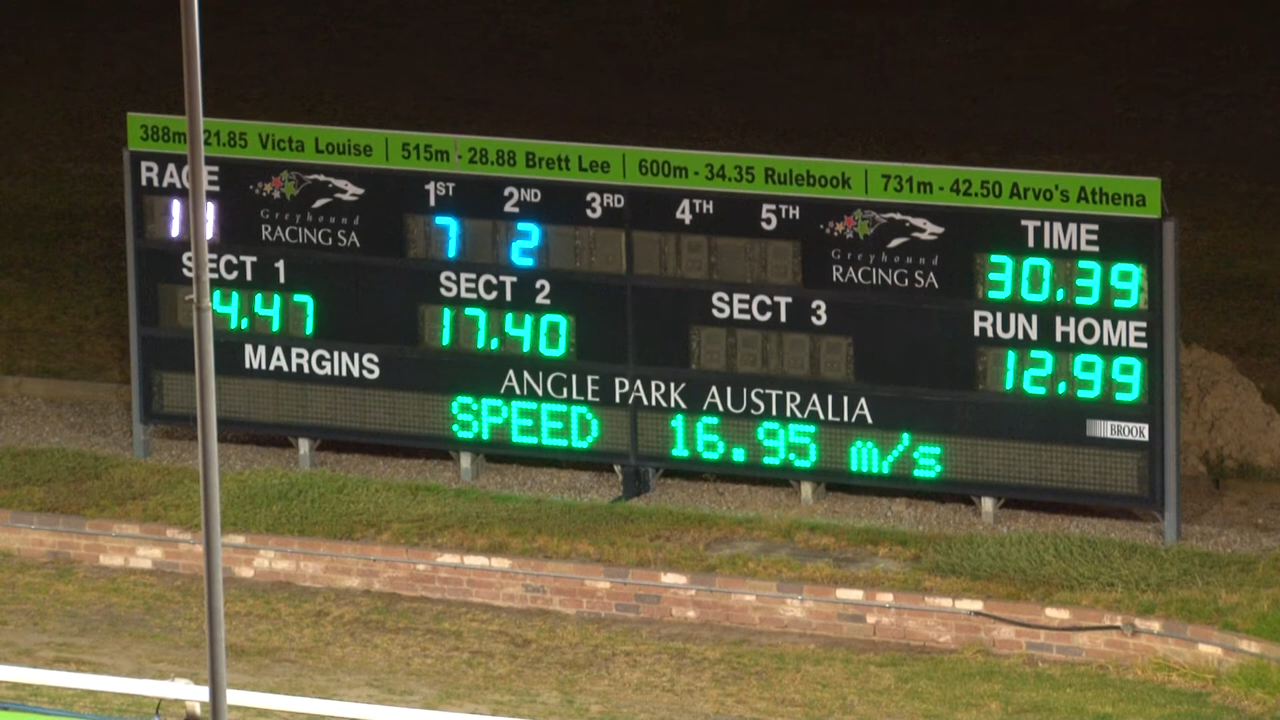 388m 21.85 Victa Louise | 515m - 28.88 Brett Lee | 600m - 34.35 Rulebook | 731m - 42.50 Arvo's Athena
RACE 1ST 2ND 3RD 4TH 5TH TIME
11 Greyhound RACING SA 7 2 Greyhound RACING SA 30.39
SECT 1 SECT 2 SECT 3 RUN HOME
4.47 17.40 12.99
MARGINS ANGLE PARK AUSTRALIA
BROOK
SPEED 16.95 m/s